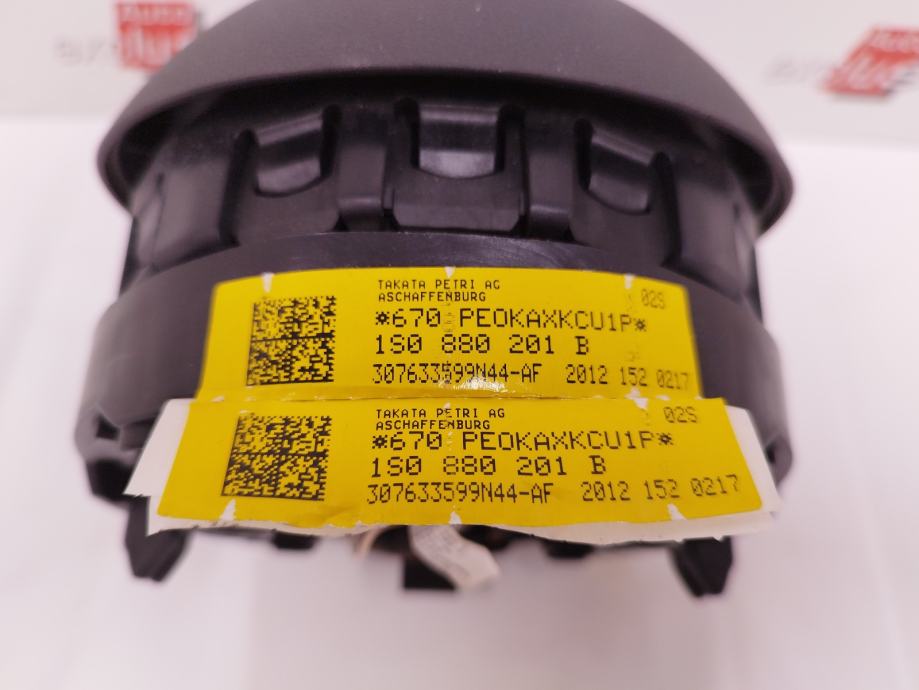 TAKATA PETRI AG
ASCHAFFENBURG
02S
*670 PEOKAXKCU1P*
1S0 880 201 B
307633599N44-AF 2012 152 0217
TAKATA PETRI AG
ASCHAFFENBURG
02S
*670 PEOKAXKCU1P*
1S0 880 201 B
307633599N44-AF 2012 152 0217